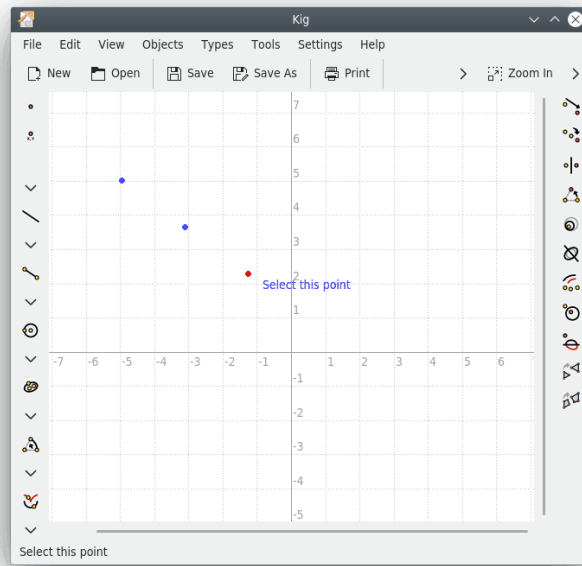 Kig
File Edit View Objects Types Tools Settings Help
New Open Save Save As Print Zoom In
x,y
7
6
5
4
3
2
Select this point
1
-7 -6 -5 -4 -3 -2 -1 1 2 3 4 5 6
-1
-2
-3
-4
-5
Select this point